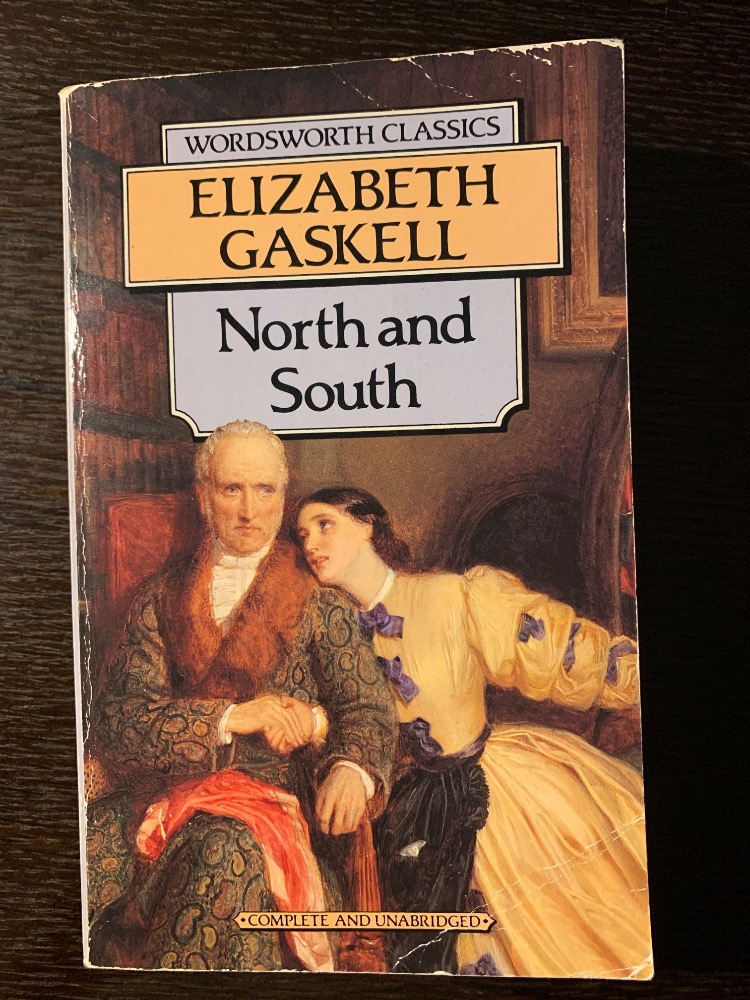 WORDSWORTH CLASSICS
ELIZABETH
GASKELL
North and
South
•COMPLETE AND UNABRIDGED•